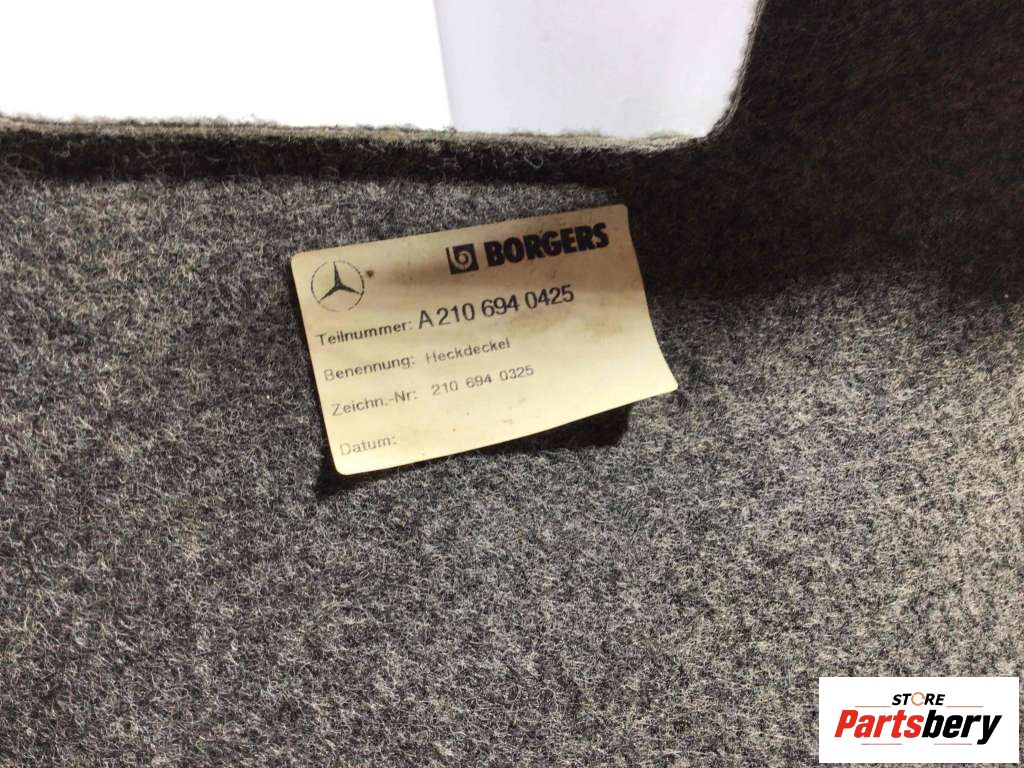 BORGERS
Teilnummer: A 210 694 0425
Benennung: Heckdeckel
Zeichn.-Nr: 210 694 0325
Datum:
STORE
Partsbery